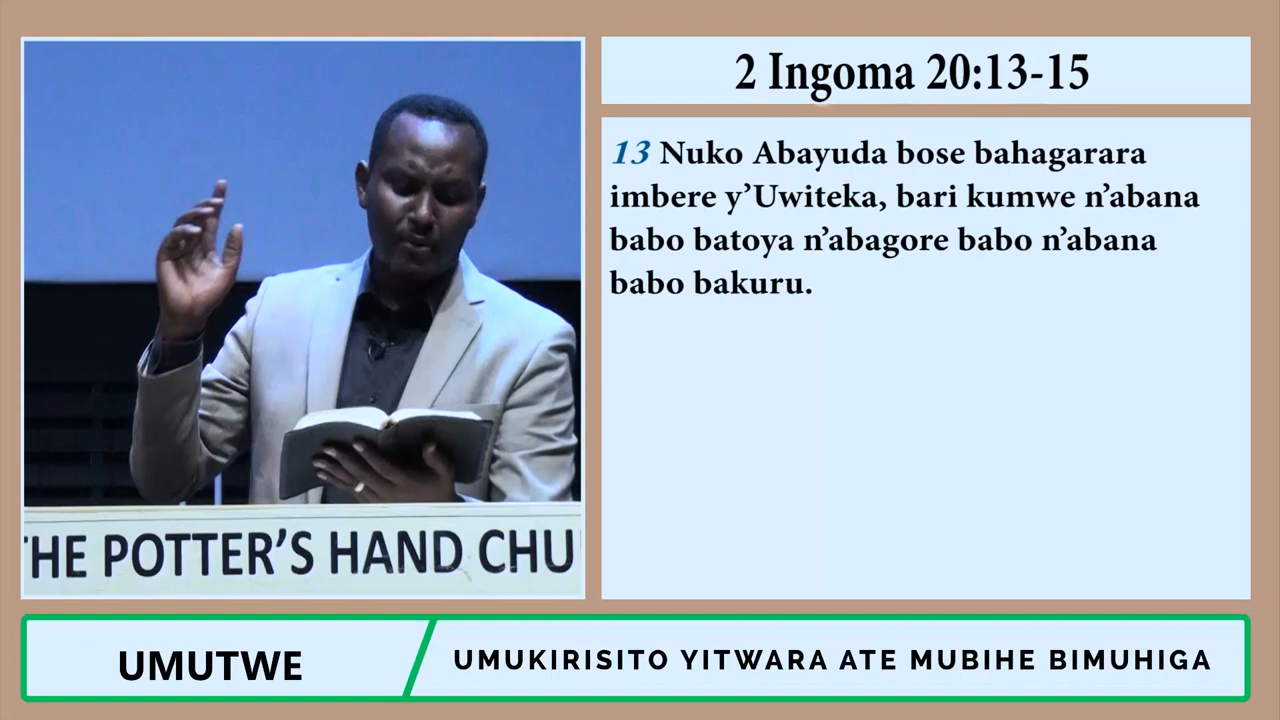 2 Ingoma 20:13-15
13 Nuko Abayuda bose bahagarara
imbere y’Uwiteka, bari kumwe n’abana
babo batoya n’abagore babo n’abana
babo bakuru.
THE POTTER’S HAND CHU
UMUTWE
UMUKIRISITO YITWARA ATE MUBIHE BIMUHIGA